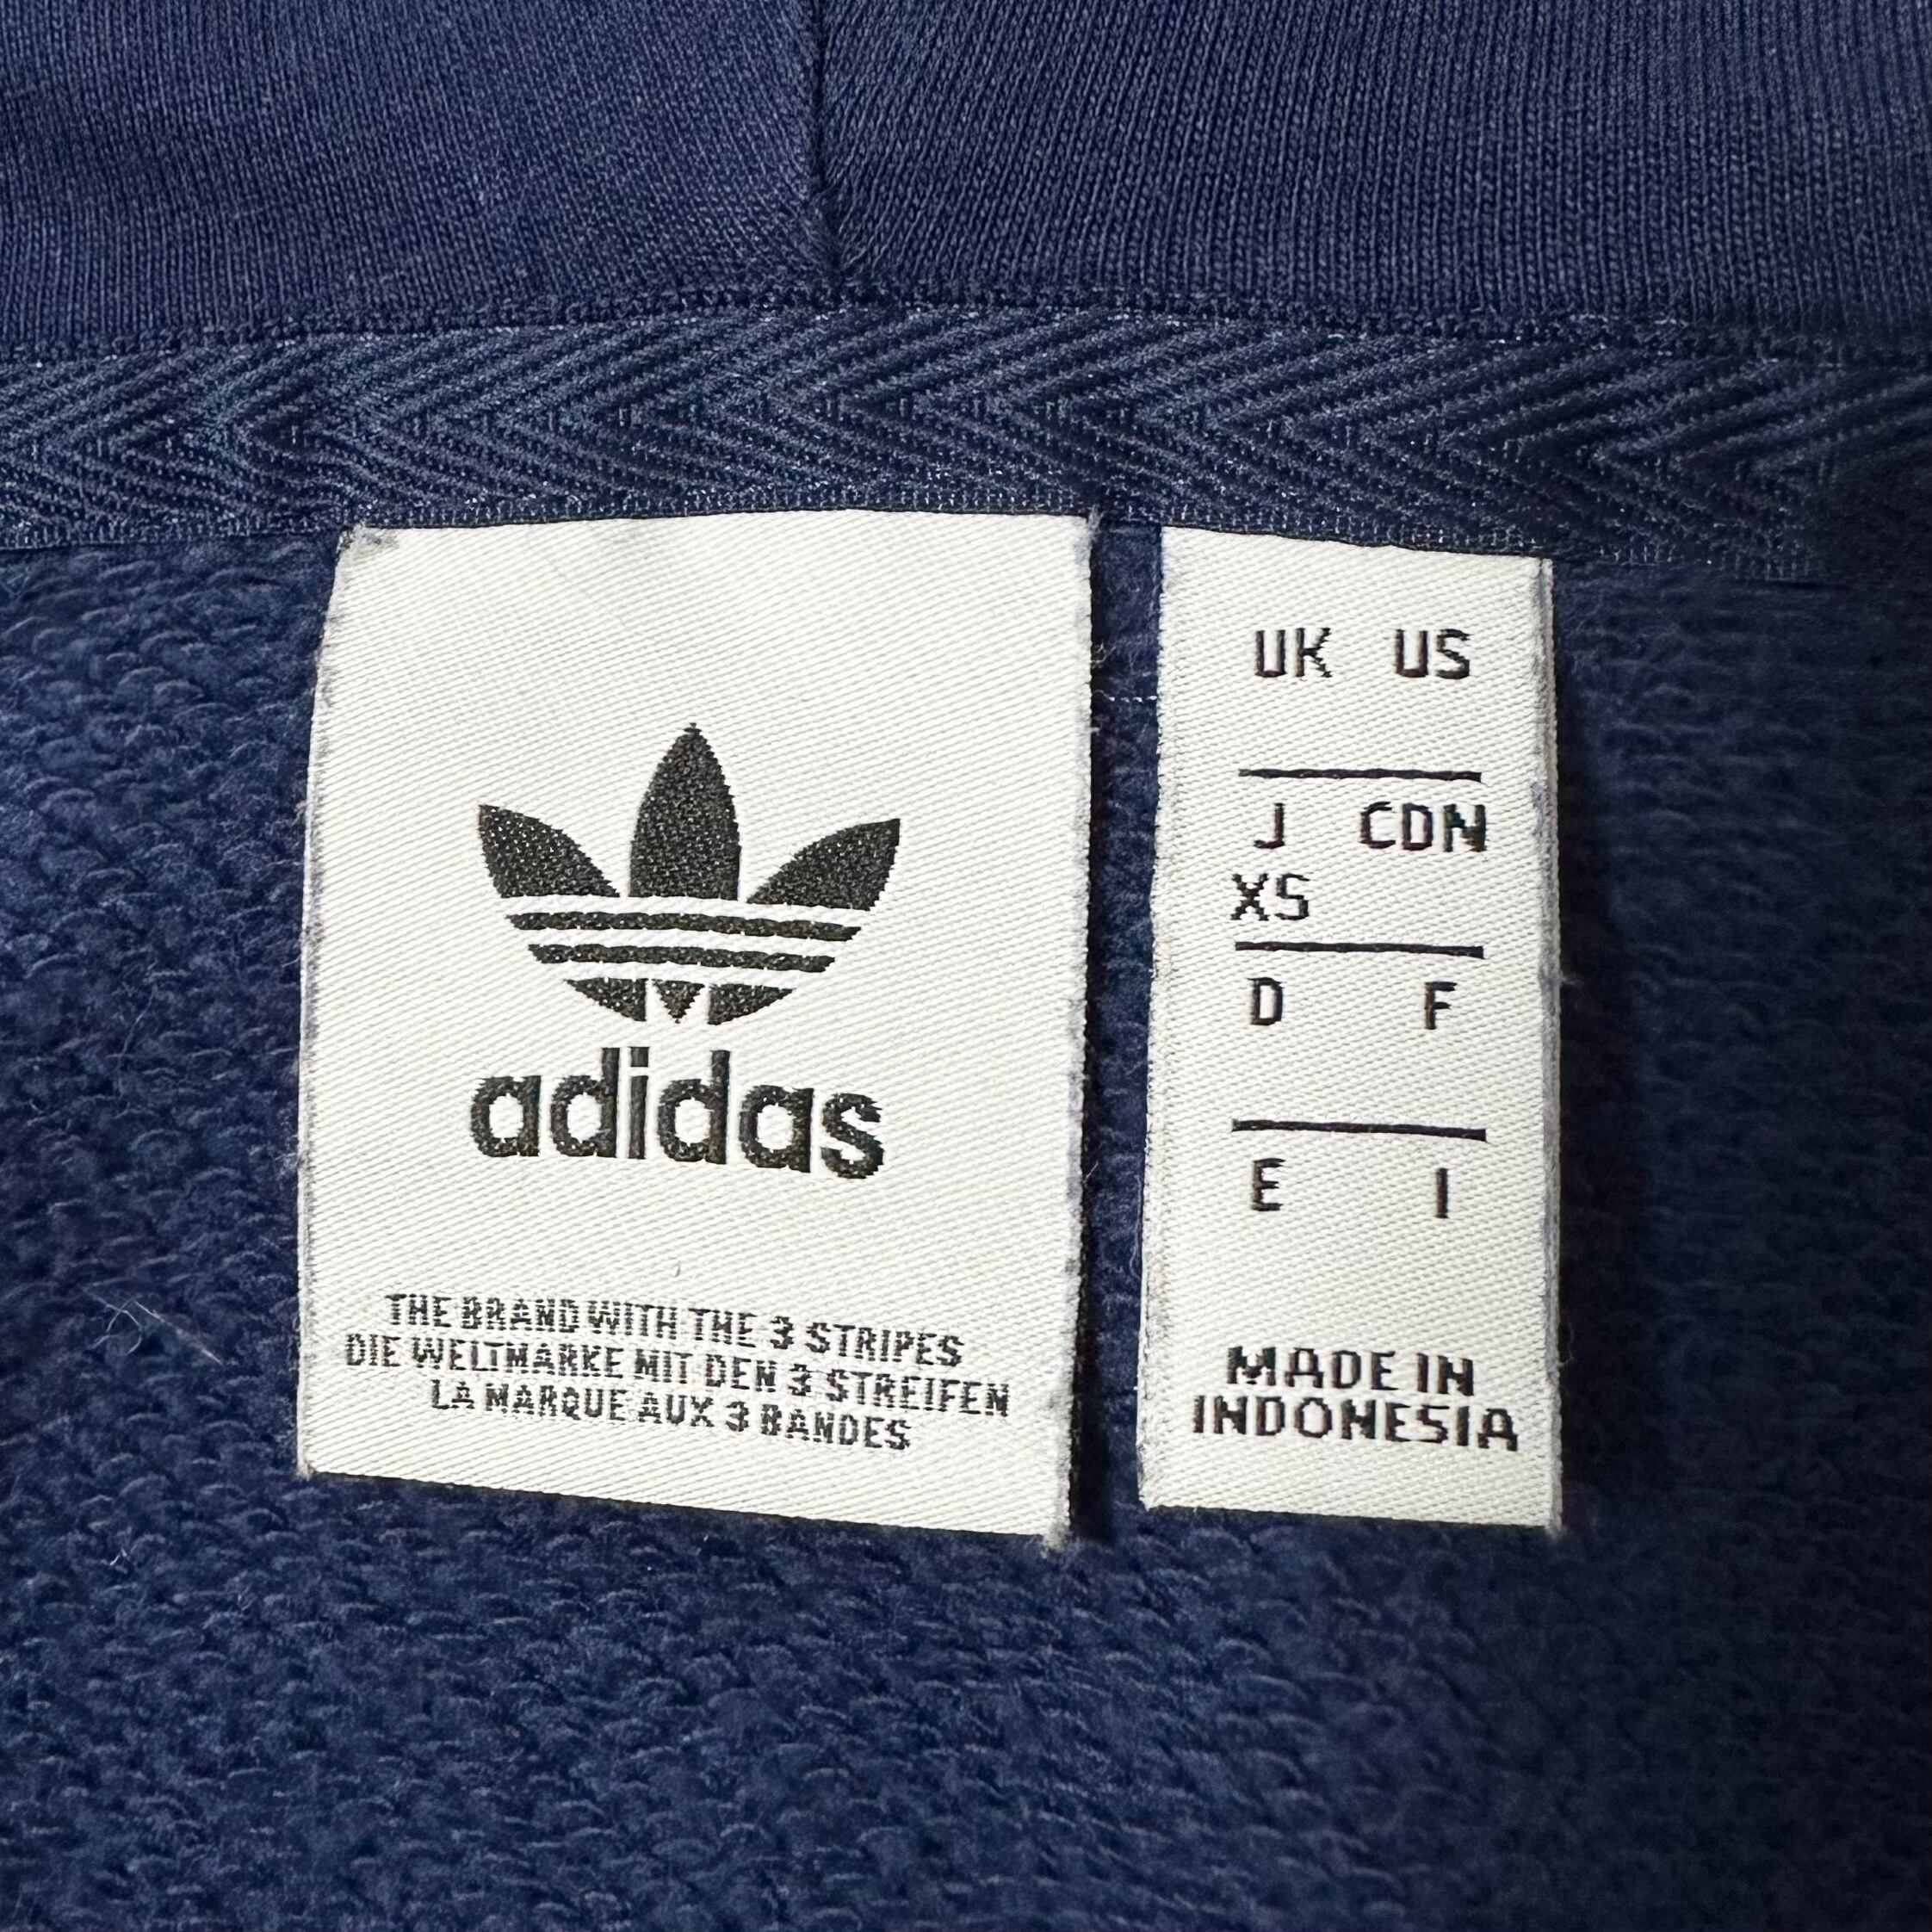 adidas
THE BRAND WITH THE 3 STRIPES
DIE WELTMARKE MIT DEN 3 STREIFEN
LA MARQUE AUX 3 BANDES
UK US
J CDN
XS
D F
E I
MADE IN
INDONESIA